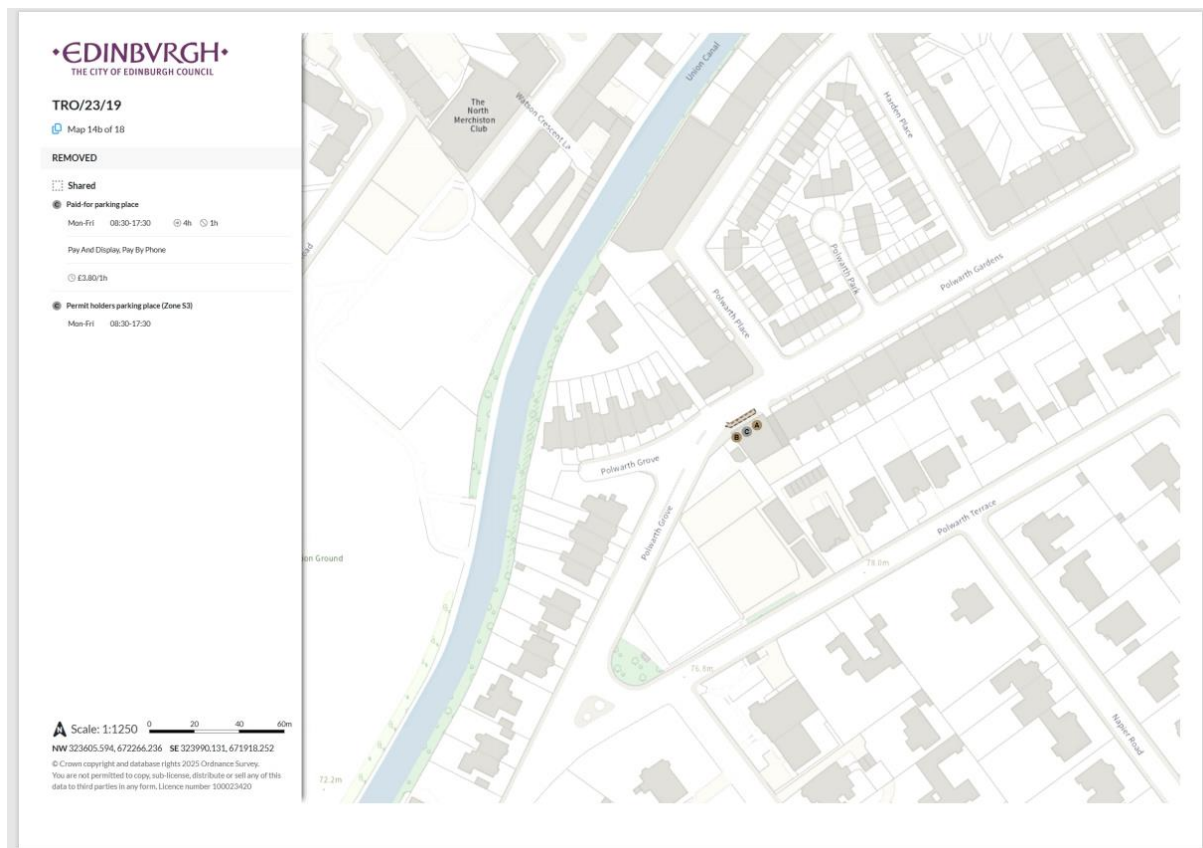 EDINBVRGH
THE CITY OF EDINBURGH COUNCIL
TRO/23/19
Map 14b of 18
REMOVED
Shared
C Paid-for parking place
Mon-Fri 08:30-17:30 4h 1h
Pay And Display, Pay By Phone
£3.80/1h
C Permit holders parking place (Zone S3)
Mon-Fri 08:30-17:30
Scale: 1:1250 0 20 40 60m
NW 323605.594, 672266.236 SE 323990.131, 671918.252
© Crown copyright and database rights 2025 Ordnance Survey.
You are not permitted to copy, sub-license, distribute or sell any of this
data to third parties in any form. Licence number 100023420
Union Canal
The
North
Merchiston
Club
Watson Crescent La
Harden Place
oad
Polwarth Park
Polwarth Gardens
Polwarth Place
B C A
Polwarth Grove
Polwarth Grove
Polwarth Terrace
ion Ground
78.0m
76.8m
72.2m
Napier Road